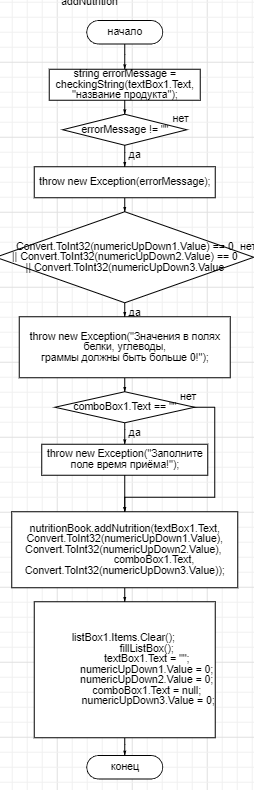 addNutrition
начало
string errorMessage =
checkingString(textBox1.Text,
"название продукта");
нет
errorMessage != ""
да
throw new Exception(errorMessage);
Convert.ToInt32(numericUpDown1.Value) == 0 нет
|| Convert.ToInt32(numericUpDown2.Value) == 0
|| Convert.ToInt32(numericUpDown3.Value
да
throw new Exception("Значения в полях
белки, углеводы,
граммы должны быть больше 0!");
нет
comboBox1.Text == ""
да
throw new Exception("Заполните
поле время приёма!");
nutritionBook.addNutrition(textBox1.Text,
Convert.ToInt32(numericUpDown1.Value),
Convert.ToInt32(numericUpDown2.Value),
comboBox1.Text,
Convert.ToInt32(numericUpDown3.Value));
listBox1.Items.Clear();
fillListBox();
textBox1.Text = "";
numericUpDown1.Value = 0;
numericUpDown2.Value = 0;
comboBox1.Text = null;
numericUpDown3.Value = 0;
конец